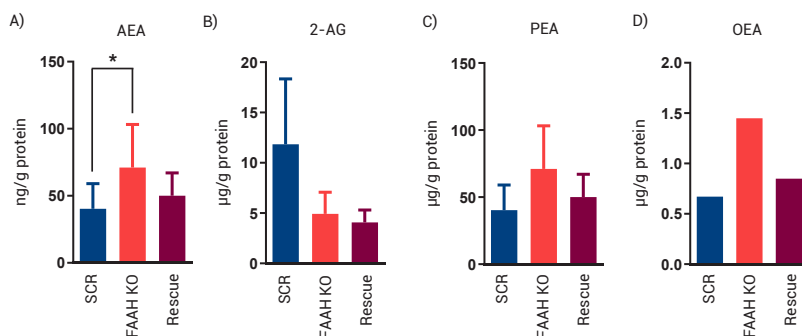 A)
AEA
*
150
100
50
0
ng/g protein
SCR
FAAH KO
Rescue
B)
2-AG
20
15
10
5
0
µg/g protein
SCR
FAAH KO
Rescue
C)
PEA
150
100
50
0
µg/g protein
SCR
FAAH KO
Rescue
D)
OEA
2.0
1.5
1.0
0.5
0.0
µg/g protein
SCR
FAAH KO
Rescue